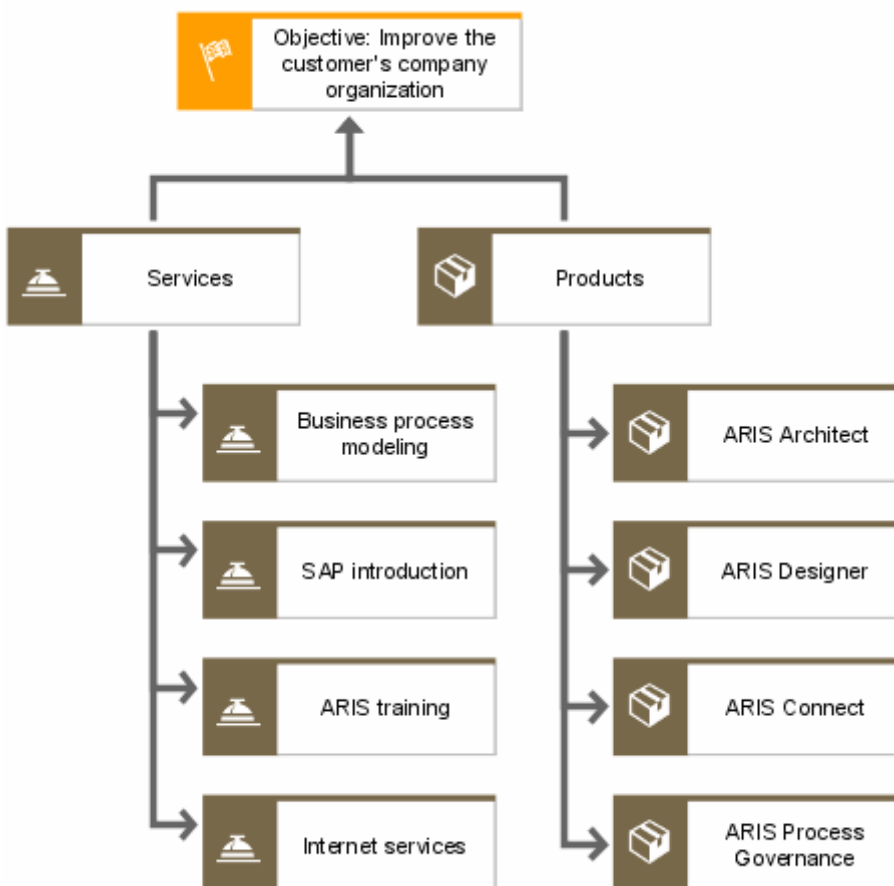 Objective: Improve the
customer's company
organization
Services
Products
Business process
modeling
ARIS Architect
SAP introduction
ARIS Designer
ARIS training
ARIS Connect
Internet services
ARIS Process
Governance